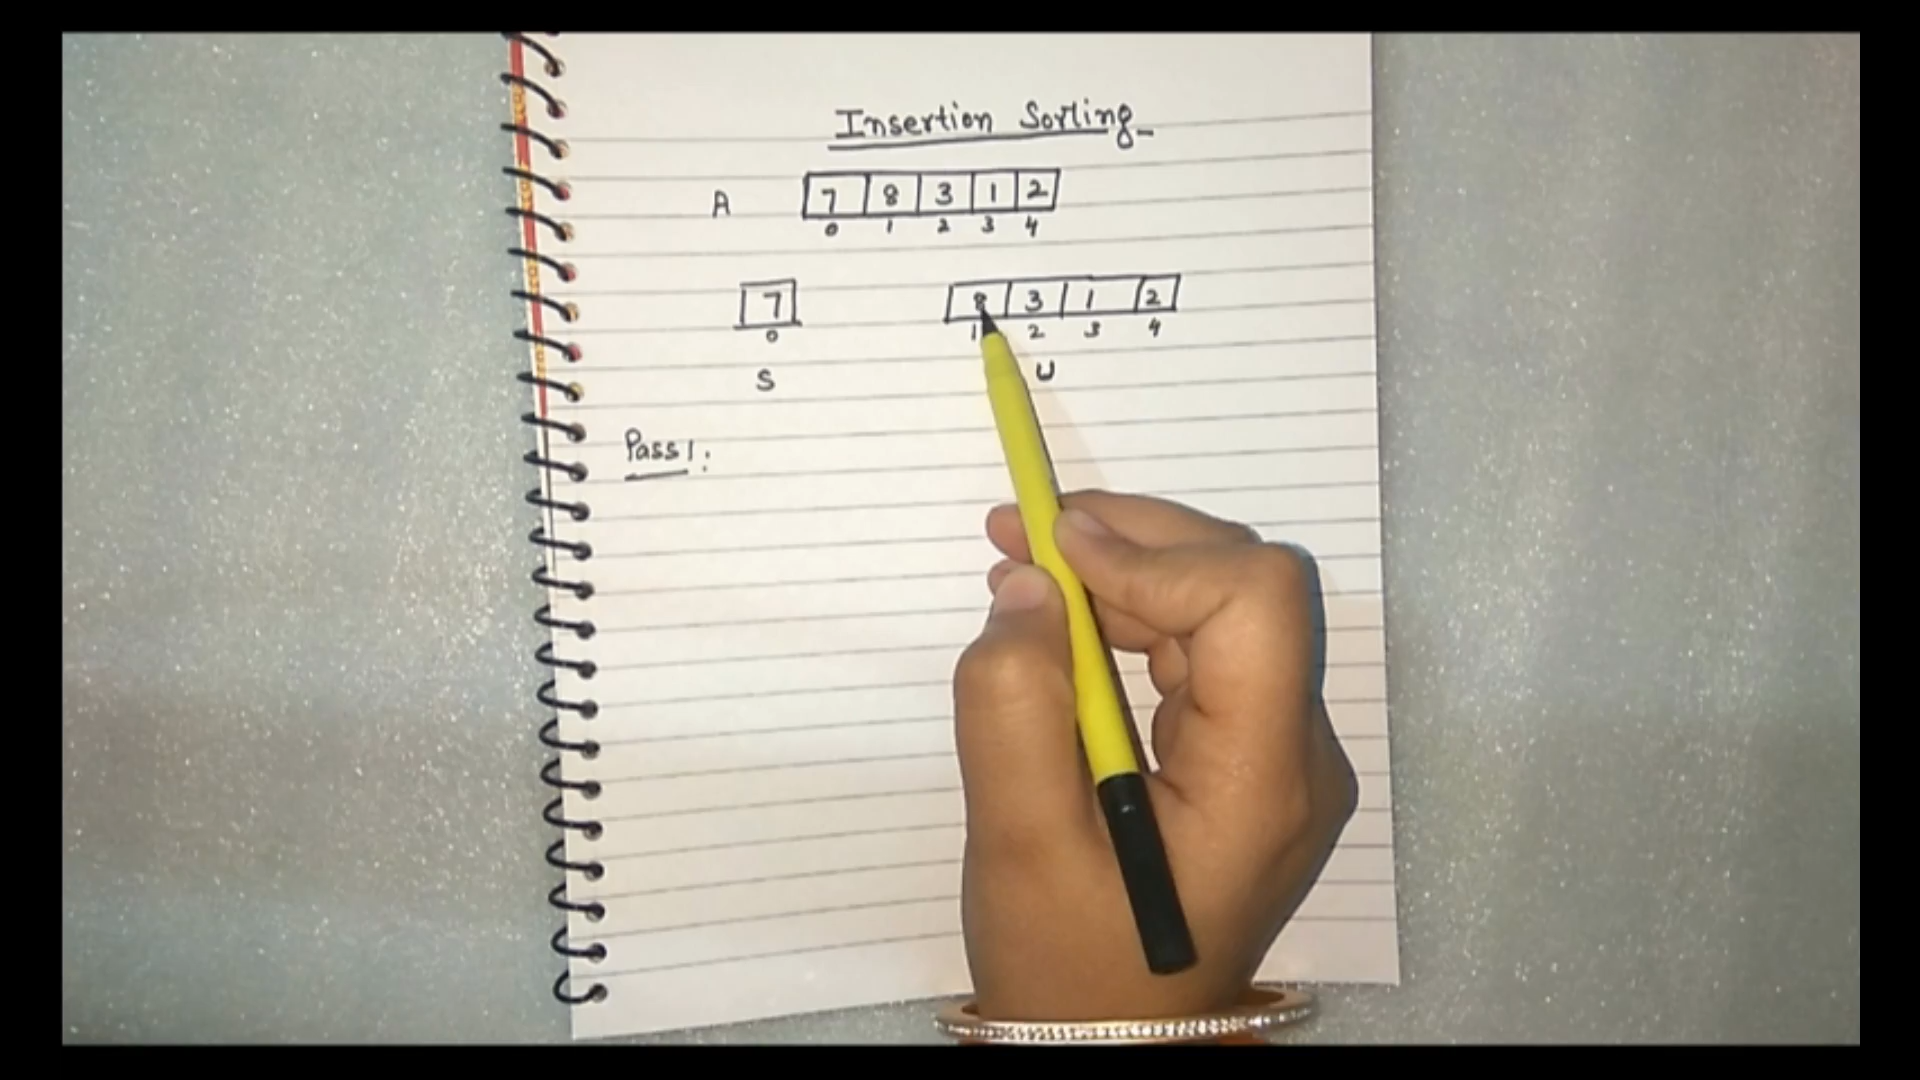 Insertion Sorting
A 7 8 3 1 2
0 1 2 3 4
7 8 3 1 2
0 1 2 3 4
S U
Pass 1: